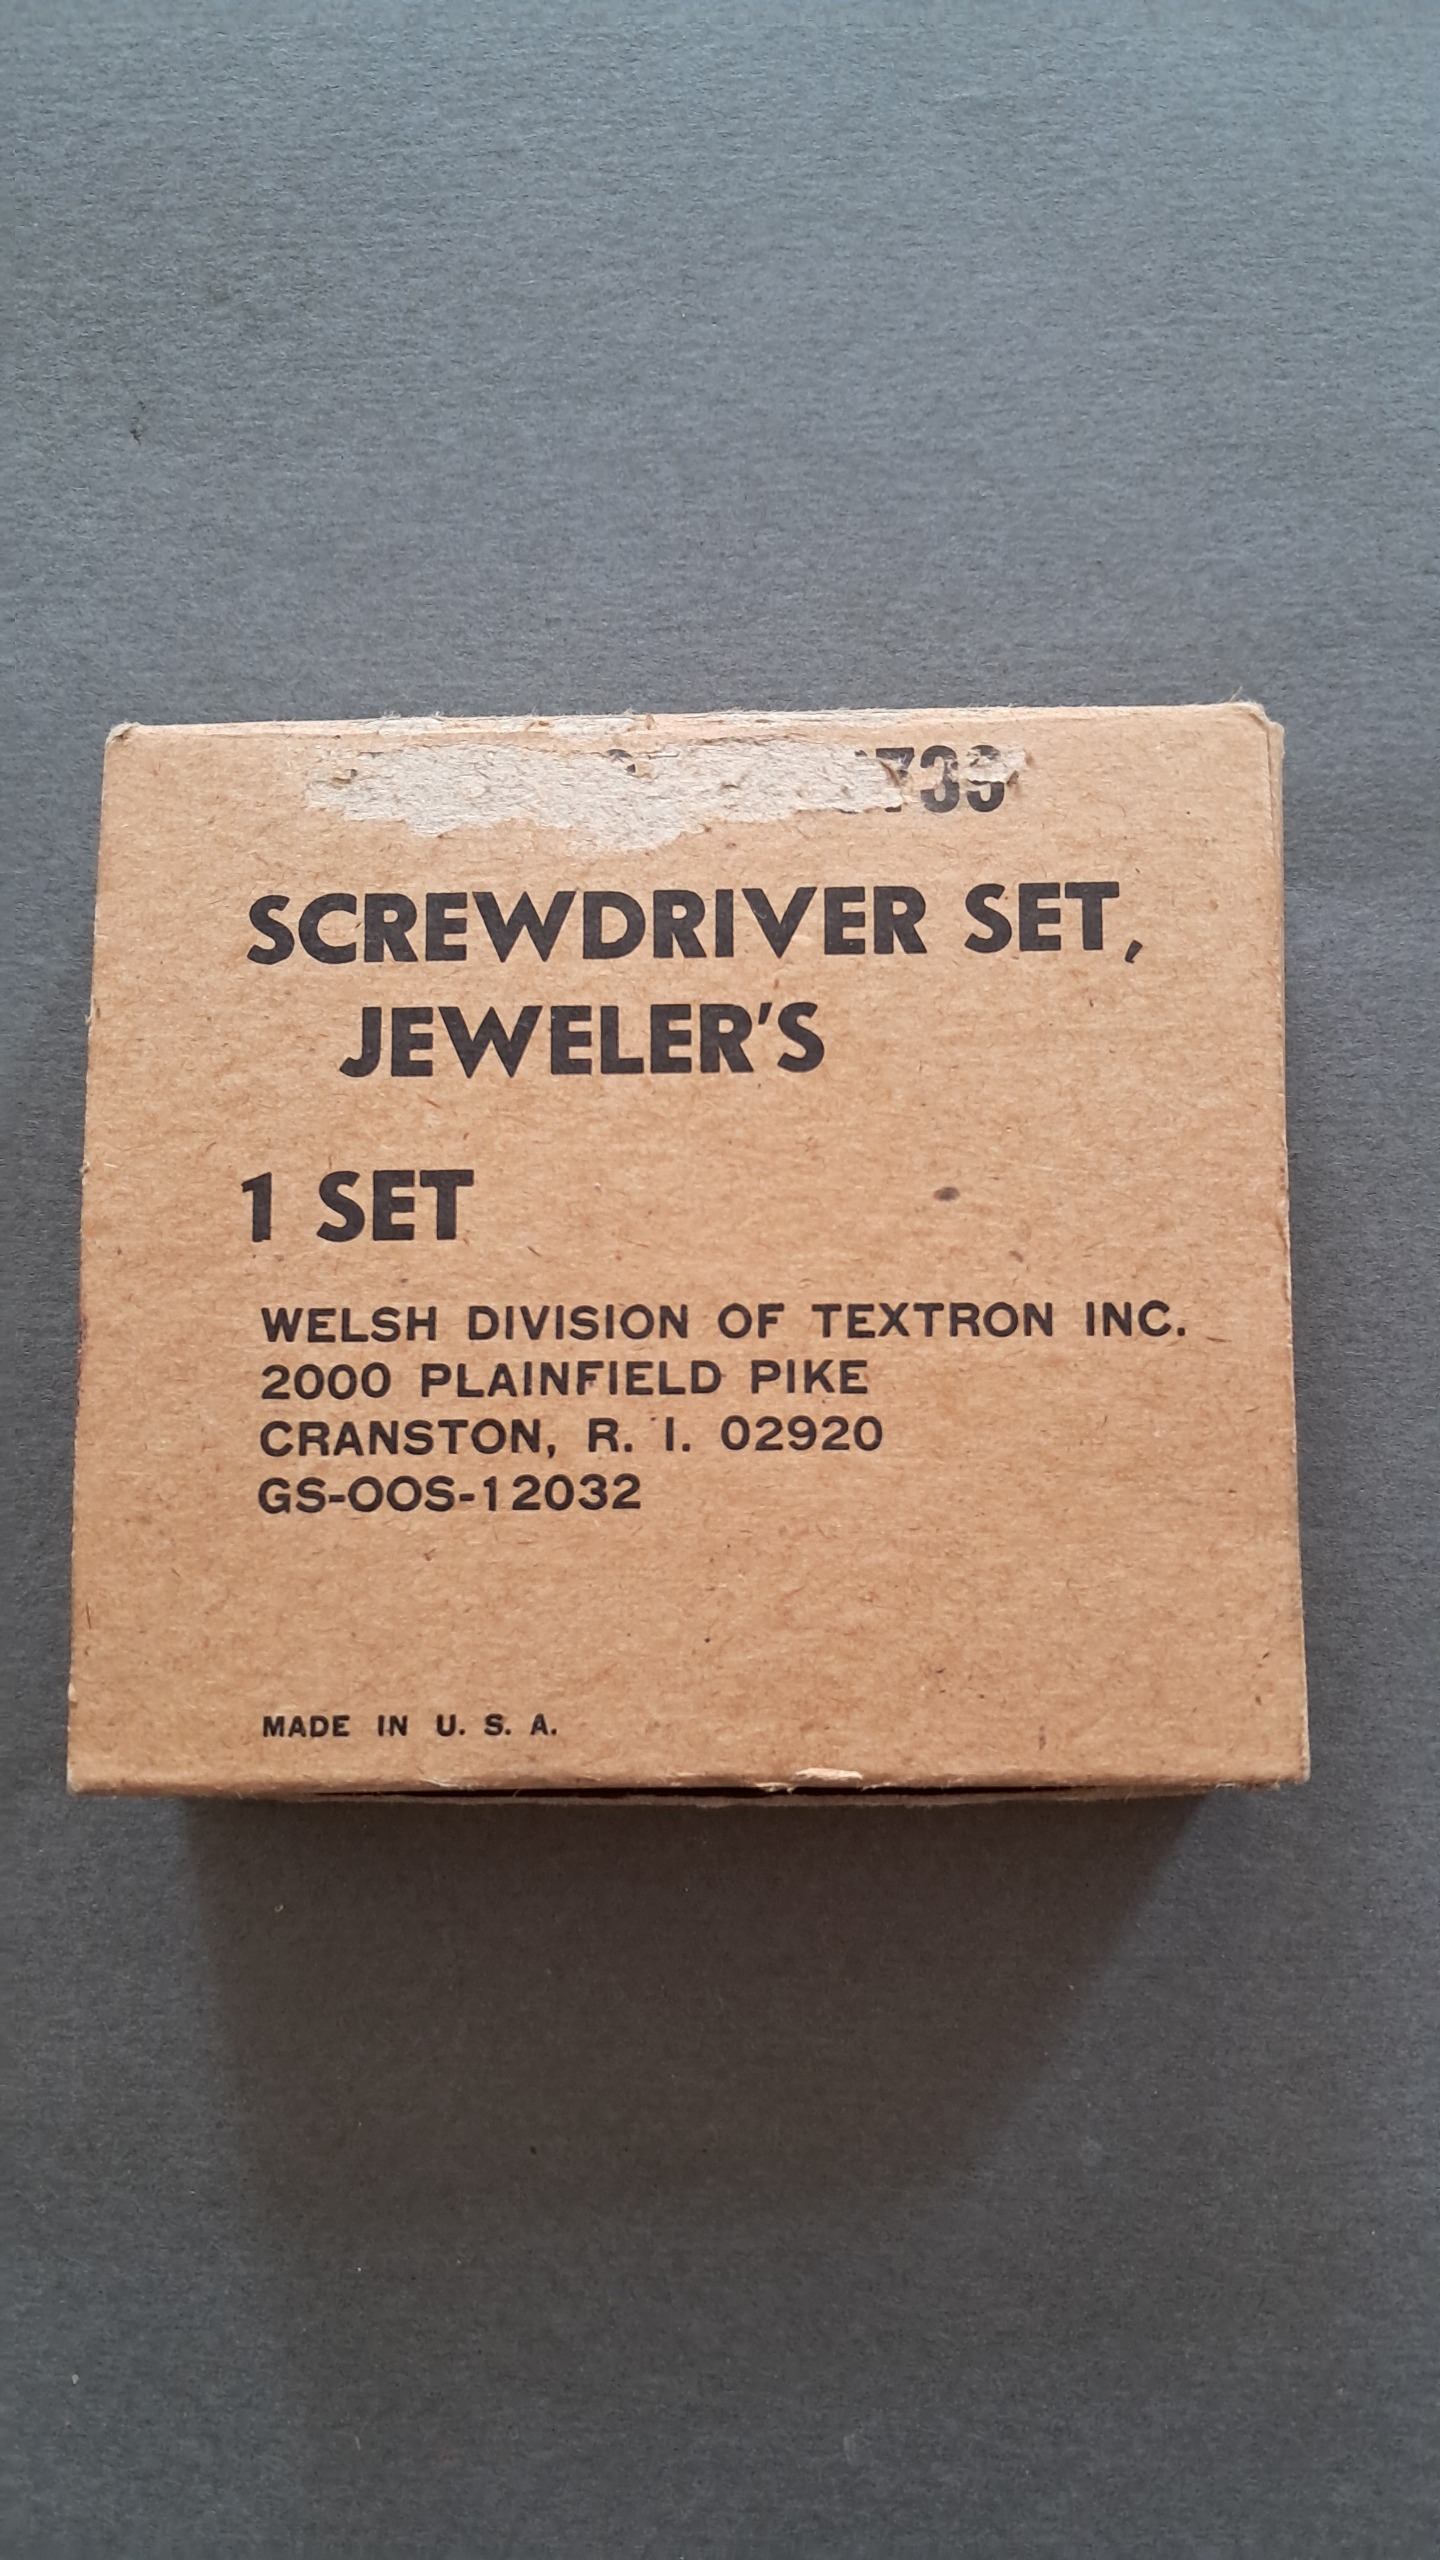 739
SCREWDRIVER SET,
JEWELER'S
1 SET
WELSH DIVISION OF TEXTRON INC.
2000 PLAINFIELD PIKE
CRANSTON, R. I. 02920
GS-OOS-12032
MADE IN U. S. A.